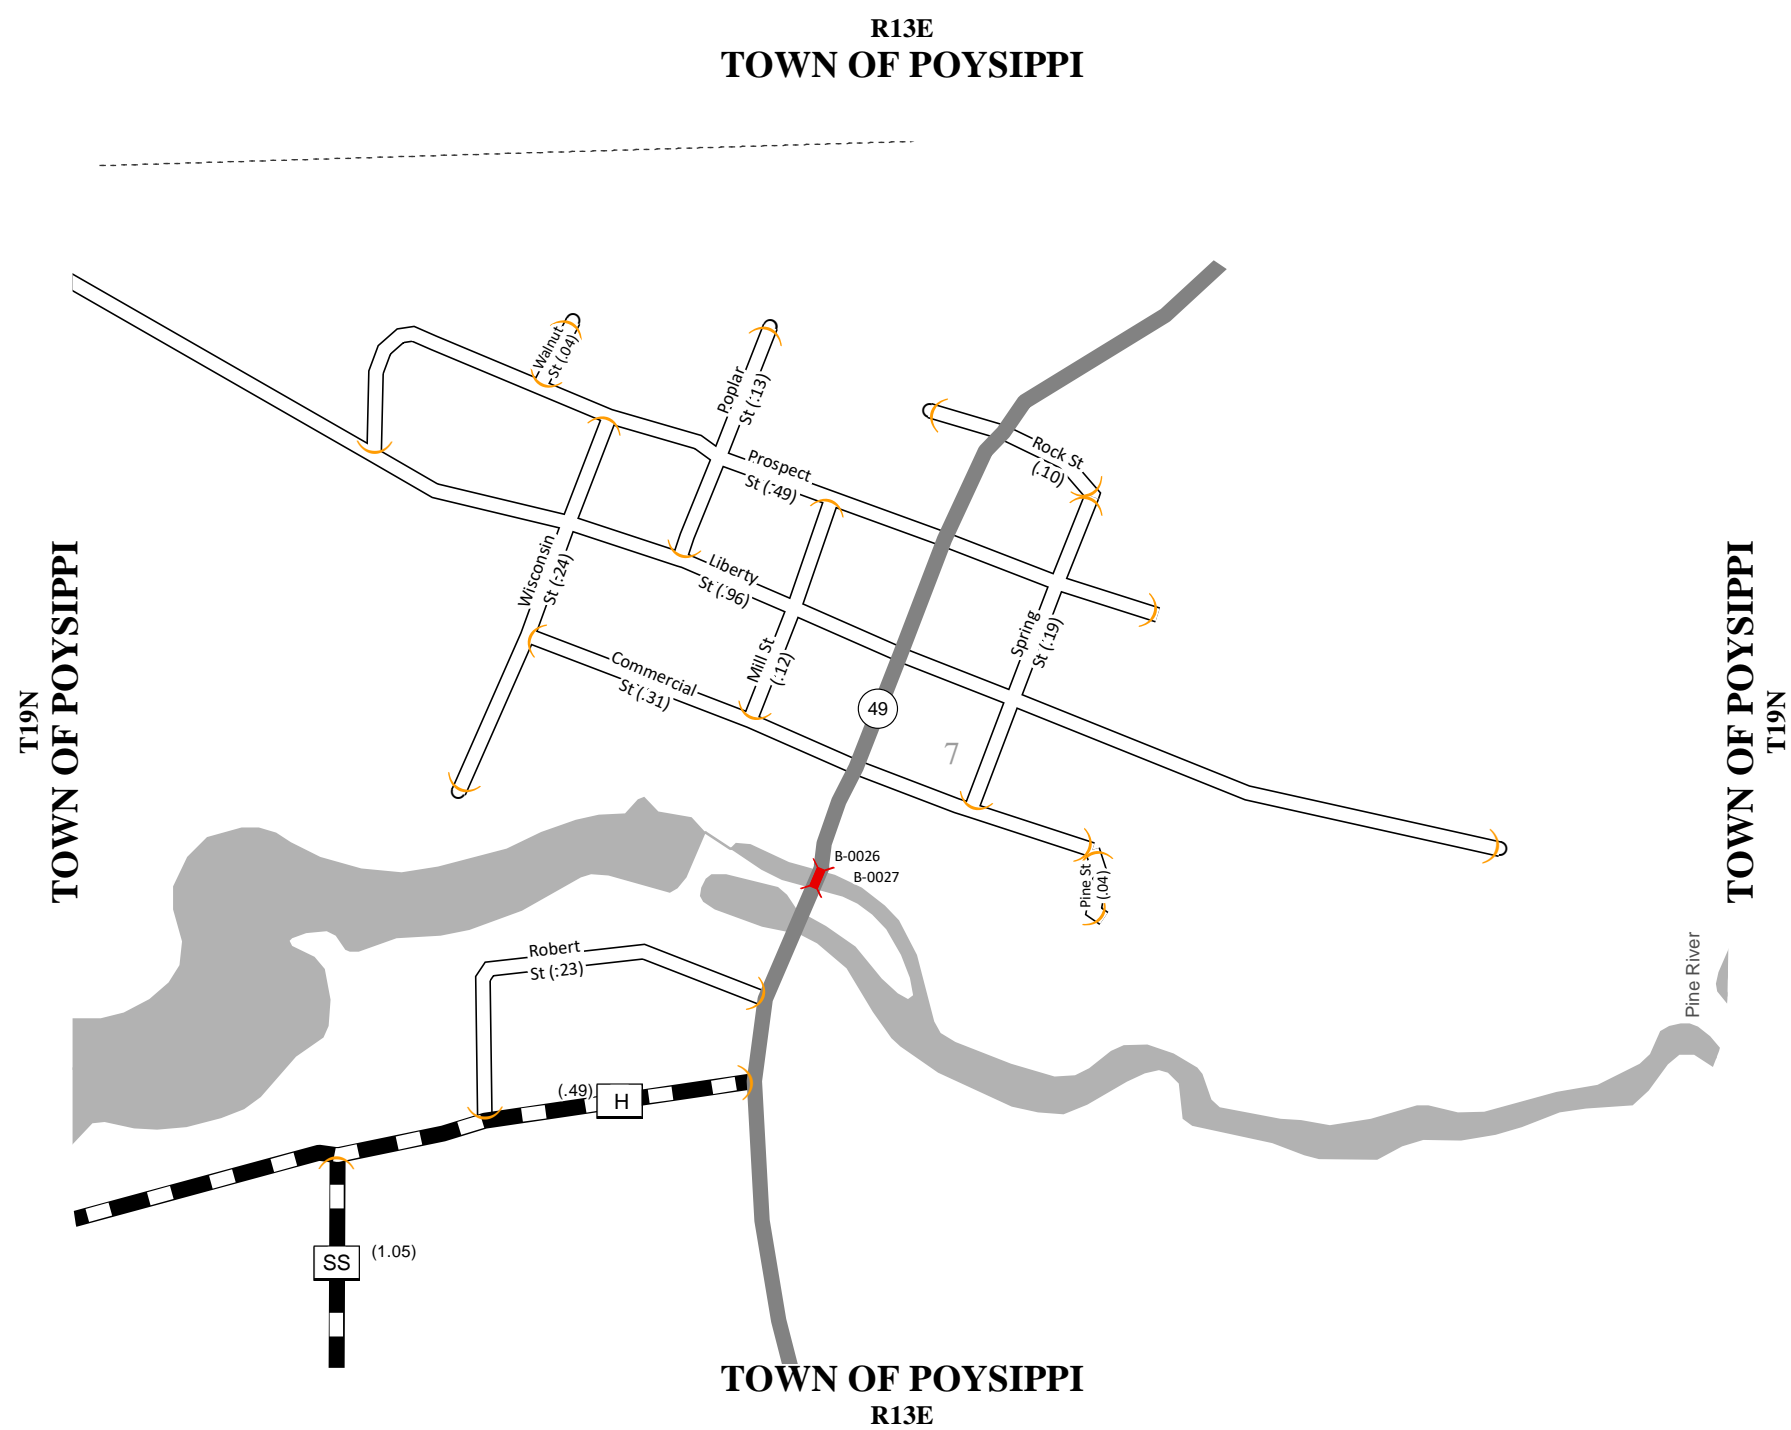 R13E
TOWN OF POYSIPPI
Walnut
St (.04)
Poplar
St (.13)
Prospect
St (.49)
Rock St
(.10)
Wisconsin
St (.24)
Liberty
St (.96)
Mill St
(.12)
Spring
St (.19)
Commercial
St (.31)
T19N
TOWN OF POYSIPPI
49
7
TOWN OF POYSIPPI
T19N
B-0026
B-0027
Pine St
(.04)
Robert
St (.23)
Pine River
(.49)
H
SS
(1.05)
TOWN OF POYSIPPI
R13E